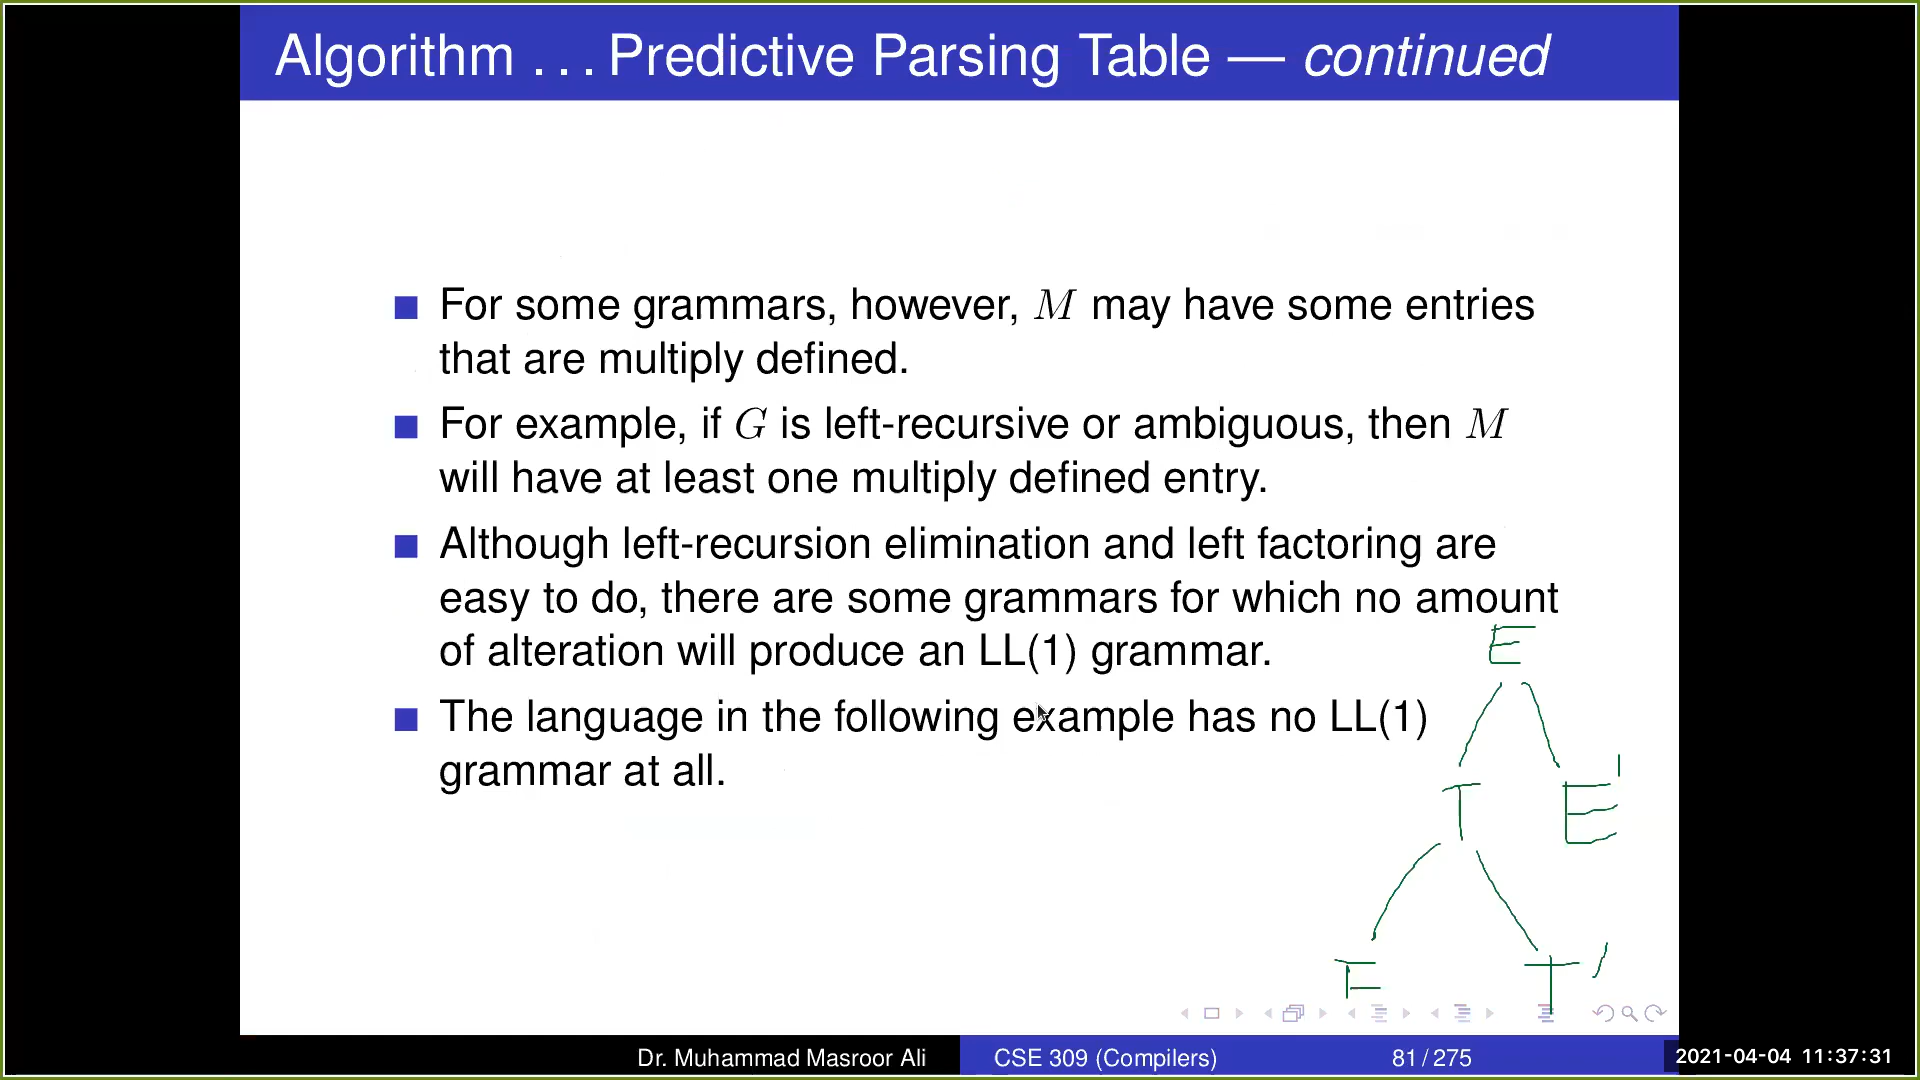 Algorithm ... Predictive Parsing Table — continued
For some grammars, however, M may have some entries
that are multiply defined.
For example, if G is left-recursive or ambiguous, then M
will have at least one multiply defined entry.
Although left-recursion elimination and left factoring are
easy to do, there are some grammars for which no amount
of alteration will produce an LL(1) grammar.
The language in the following example has no LL(1)
grammar at all.
E
T E'
F T'
Dr. Muhammad Masroor Ali CSE 309 (Compilers) 81 / 275
2021-04-04 11:37:31